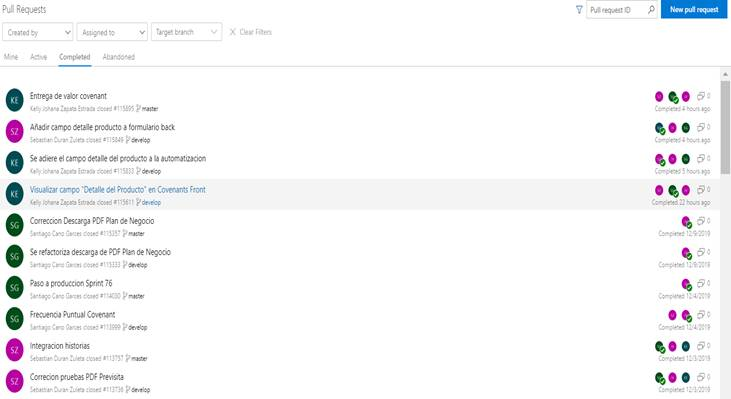 Pull Requests
Pull request ID
New pull request
Created by
Assigned to
Target branch
Clear Filters
Mine
Active
Completed
Abandoned
KE
Entrega de valor covenant
0
Kelly Johana Zapata Estrada closed #115895 master
Completed 4 hours ago
SZ
Añadir campo detalle producto a formulario back
0
Sebastian Duran Zuleta closed #115849 develop
Completed 4 hours ago
KE
Se adiere el campo detalle del producto a la automatizacion
0
Kelly Johana Zapata Estrada closed #115833 develop
Completed 5 hours ago
KE
Visualizar campo "Detalle del Producto" en Covenants Front
0
Kelly Johana Zapata Estrada closed #115611 develop
Completed 22 hours ago
SG
Correccion Descarga PDF Plan de Negocio
0
Santiago Cano Garces closed #115357 master
Completed 12/9/2019
SG
Se refactoriza descarga de PDF Plan de Negocio
0
Santiago Cano Garces closed #115333 develop
Completed 12/9/2019
SG
Paso a produccion Sprint 76
0
Santiago Cano Garces closed #114030 master
Completed 12/4/2019
SG
Frecuencia Puntual Covenant
0
Santiago Cano Garces closed #113999 develop
Completed 12/4/2019
SZ
Integracion historias
0
Sebastian Duran Zuleta closed #113757 master
Completed 12/3/2019
SZ
Correcion pruebas PDF Previsita
0
Sebastian Duran Zuleta closed #113736 develop
Completed 12/3/2019